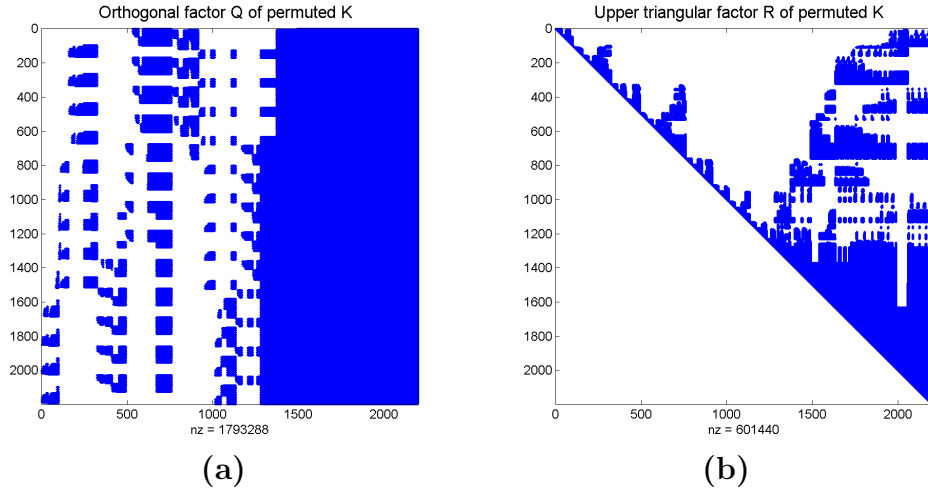 Orthogonal factor Q of permuted K
0
200
400
600
800
1000
1200
1400
1600
1800
2000
0 500 1000 1500 2000
nz = 1793288
(a)
Upper triangular factor R of permuted K
0
200
400
600
800
1000
1200
1400
1600
1800
2000
0 500 1000 1500 2000
nz = 601440
(b)